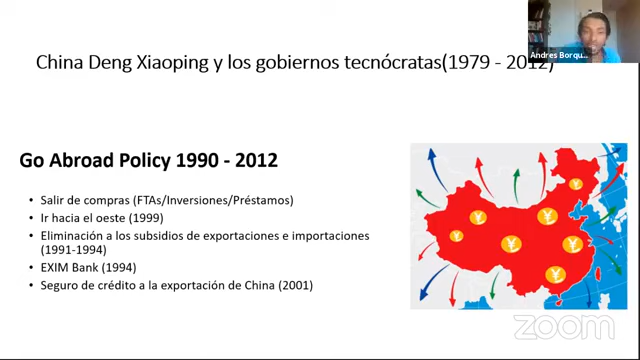 China Deng Xiaoping y los gobiernos tecnócratas(1979 - 2012)
Andres Borqu...
Go Abroad Policy 1990 - 2012
• Salir de compras (FTAs/Inversiones/Préstamos)
• Ir hacia el oeste (1999)
• Eliminación a los subsidios de exportaciones e importaciones
(1991-1994)
• EXIM Bank (1994)
• Seguro de crédito a la exportación de China (2001)
¥ ¥ ¥ ¥ ¥ ¥
zoom